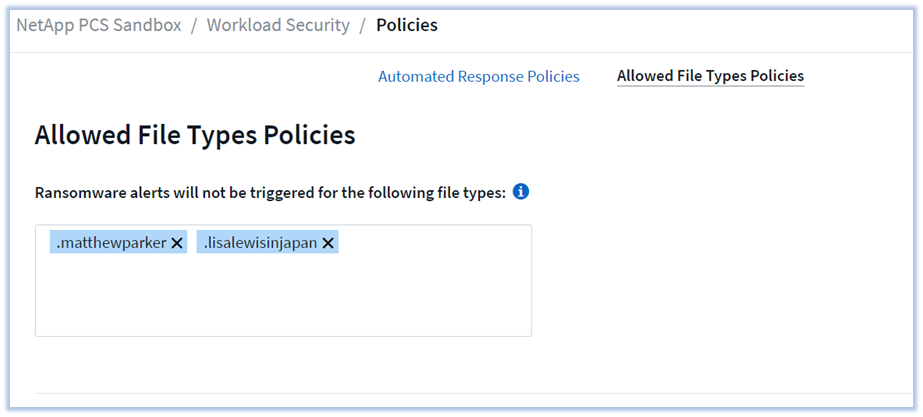 NetApp PCS Sandbox / Workload Security / Policies
Automated Response Policies Allowed File Types Policies
Allowed File Types Policies
Ransomware alerts will not be triggered for the following file types:
.matthewparker .lisalewisinjapan